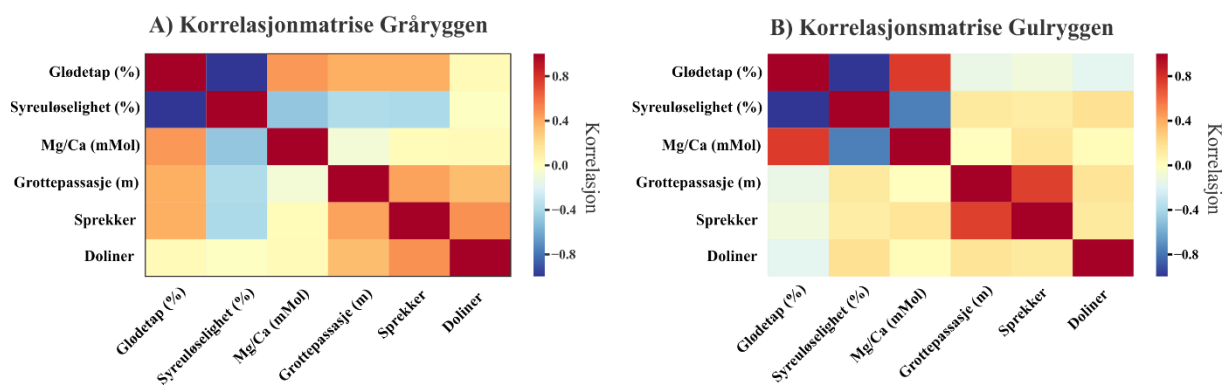 A) Korrelasjonmatrise Gråryggen
Glødetap (%)
Syreuløselighet (%)
Mg/Ca (mMol)
Grottepassasje (m)
Sprekker
Doliner
Glødetap (%)
Syreuløselighet (%)
Mg/Ca (mMol)
Grottepassasje (m)
Sprekker
Doliner
0.8
0.4
0.0
−0.4
−0.8
Korrelasjon
B) Korrelasjonsmatrise Gulryggen
Glødetap (%)
Syreuløselighet (%)
Mg/Ca (mMol)
Grottepassasje (m)
Sprekker
Doliner
Glødetap (%)
Syreuløselighet (%)
Mg/Ca (mMol)
Grottepassasje (m)
Sprekker
Doliner
0.8
0.4
0.0
−0.4
−0.8
Korrelasjon